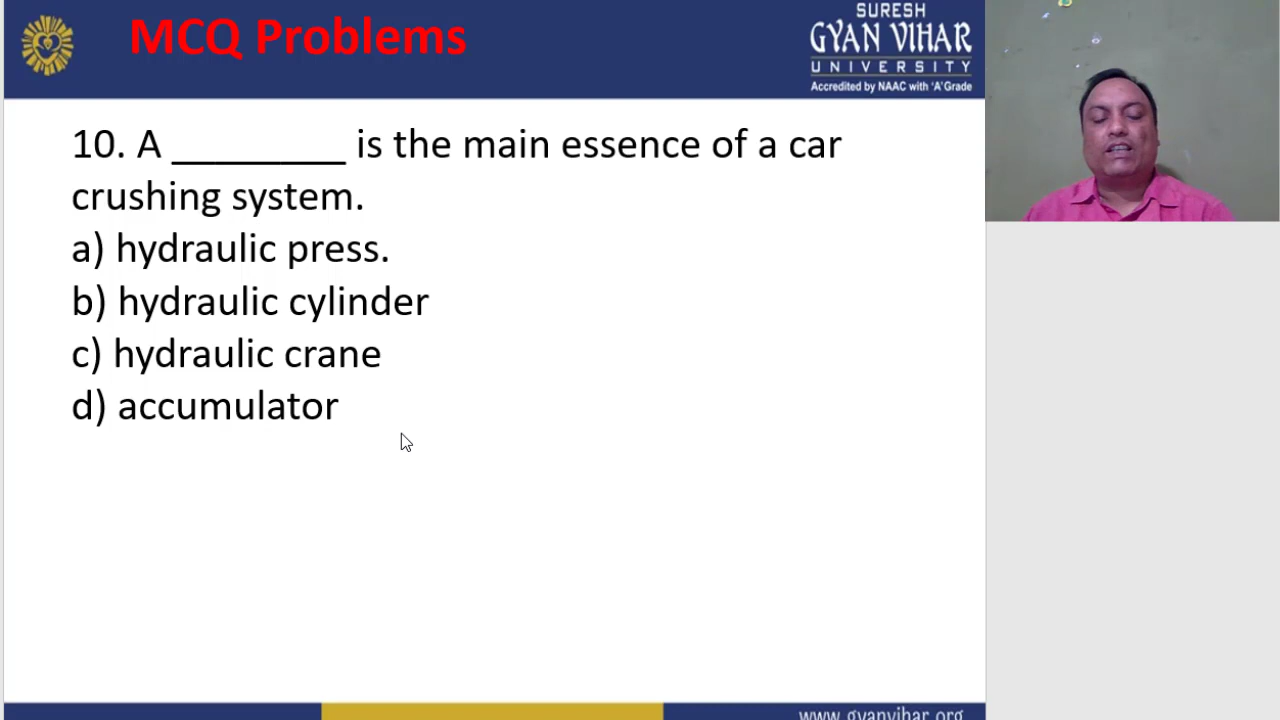 MCQ Problems
SURESH
GYAN VIHAR
UNIVERSITY
Accredited by NAAC with 'A' Grade
10. A ________ is the main essence of a car
crushing system.
a) hydraulic press.
b) hydraulic cylinder
c) hydraulic crane
d) accumulator
www.gyanvihar.org